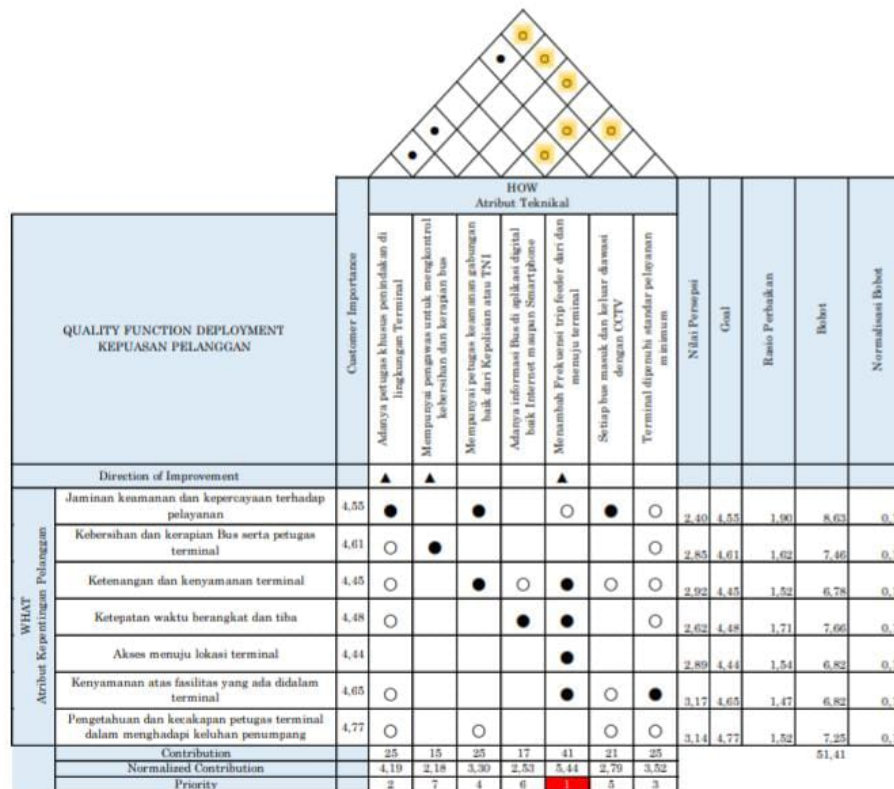 HOW
Atribut Teknikal
QUALITY FUNCTION DEPLOYMENT
KEPUASAN PELANGGAN
Customer Importance
Adanya petugas khusus penindakan di
lingkungan Terminal
Mempunyai pengawas untuk mengkontrol
kebersihan dan kerapian bus
Mempunyai petugas keamanan gabungan
baik dari Kepolisian atau TNI
Adanya informasi Bus di aplikasi digital
baik Internet maupun Smartphone
Menambah Frekuensi trip feeder dari dan
menuju terminal
Setiap bus masuk dan keluar diawasi
dengan CCTV
Terminal dipenuhi standar pelayanan
minimum
Nilai Persepsi
Goal
Rasio Perbaikan
Bobot
Normalisasi Bobot
Direction of Improvement ▲ ▲ ▲
WHAT
Atribut Kepentingan Pelanggan
Jaminan keamanan dan kepercayaan terhadap
pelayanan
4,55 ● ● ○ ● ○ 2,40 4,55 1,90 8,63
Kebersihan dan kerapian Bus serta petugas
terminal
4,61 ○ ● ○ 2,85 4,61 1,62 7,46
Ketenangan dan kenyamanan terminal
4,45 ○ ● ○ ● ○ ○ 2,92 4,45 1,52 6,78
Ketepatan waktu berangkat dan tiba
4,48 ○ ● ● ○ 2,62 4,48 1,71 7,66
Akses menuju lokasi terminal
4,44 ● 2,89 4,44 1,54 6,82
Kenyamanan atas fasilitas yang ada didalam
terminal
4,65 ○ ● ○ ● 3,17 4,65 1,47 6,82
Pengetahuan dan kecakapan petugas terminal
dalam menghadapi keluhan penumpang
4,77 ○ ○ ○ ○ 3,14 4,77 1,52 7,25
Contribution 25 15 25 17 41 21 25 51,41
Normalized Contribution 4,19 2,18 3,30 2,53 5,44 2,79 3,52
Priority 2 7 4 6 1 5 3